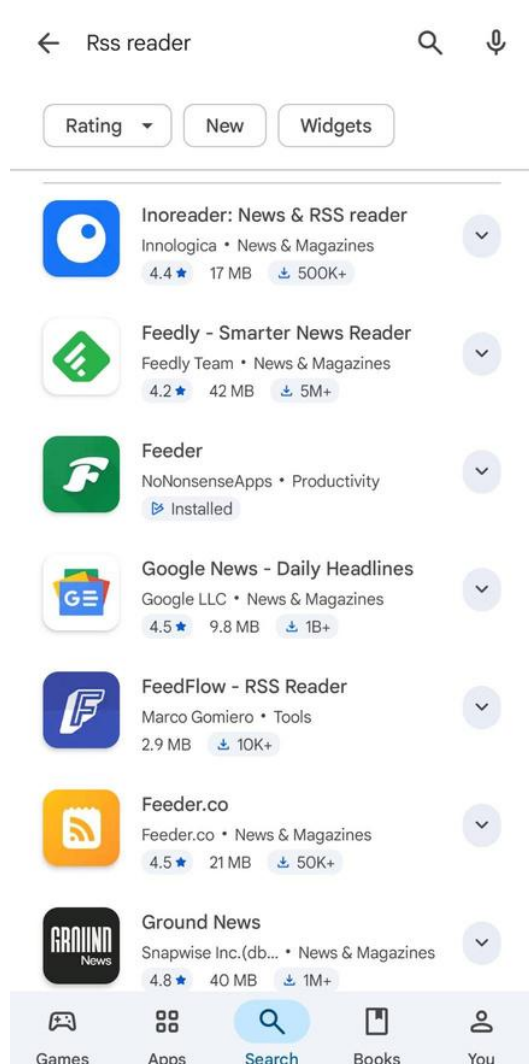 Rss reader
Rating New Widgets
Inoreader: News & RSS reader
Innologica • News & Magazines
4.4 ★ 17 MB 500K+
Feedly - Smarter News Reader
Feedly Team • News & Magazines
4.2 ★ 42 MB 5M+
F
Feeder
NoNonsenseApps • Productivity
Installed
GE
Google News - Daily Headlines
Google LLC • News & Magazines
4.5 ★ 9.8 MB 1B+
F
FeedFlow - RSS Reader
Marco Gomiero • Tools
2.9 MB 10K+
Feeder.co
Feeder.co • News & Magazines
4.5 ★ 21 MB 50K+
GROUND
News
Ground News
Snapwise Inc.(db... • News & Magazines
4.8 ★ 40 MB 1M+
Games Apps Search Books You